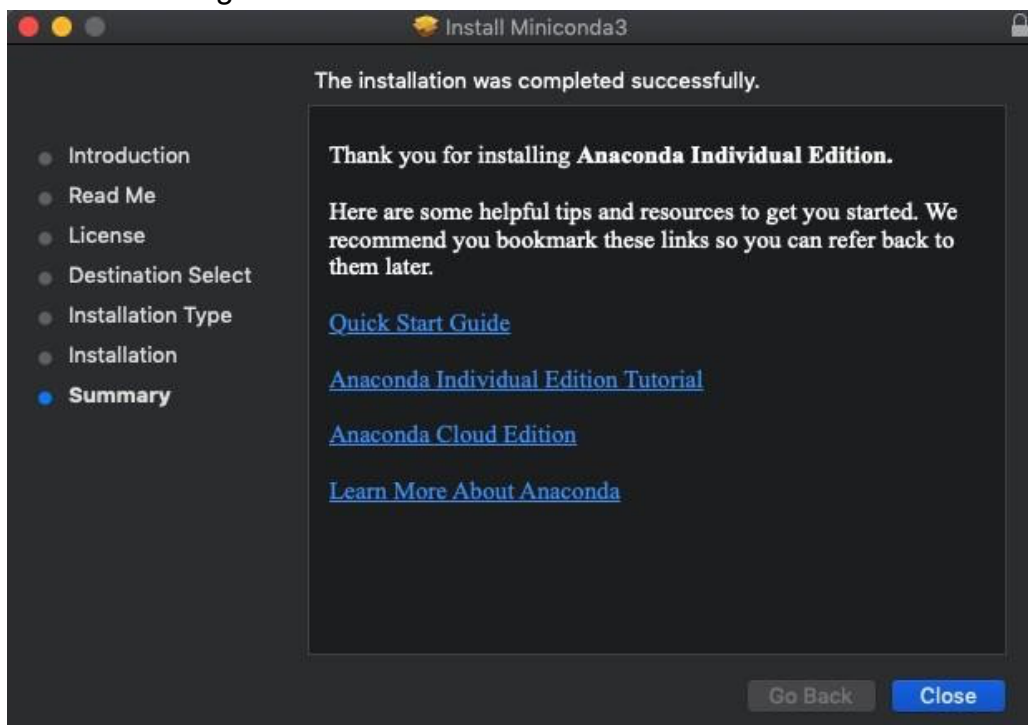 Install Miniconda3
The installation was completed successfully.
Introduction
Read Me
License
Destination Select
Installation Type
Installation
Summary
Thank you for installing Anaconda Individual Edition.
Here are some helpful tips and resources to get you started. We
recommend you bookmark these links so you can refer back to
them later.
Quick Start Guide
Anaconda Individual Edition Tutorial
Anaconda Cloud Edition
Learn More About Anaconda
Go Back
Close